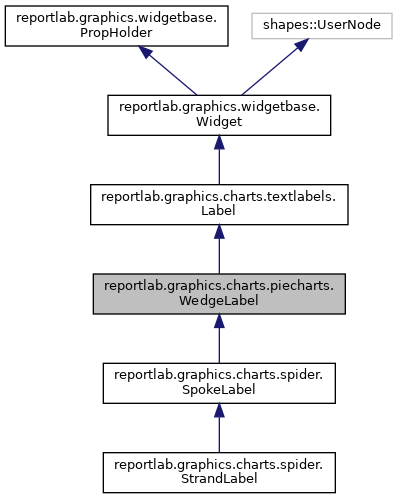 reportlab.graphics.widgetbase.
PropHolder
shapes::UserNode
reportlab.graphics.widgetbase.
Widget
reportlab.graphics.charts.textlabels.
Label
reportlab.graphics.charts.piecharts.
WedgeLabel
reportlab.graphics.charts.spider.
SpokeLabel
reportlab.graphics.charts.spider.
StrandLabel